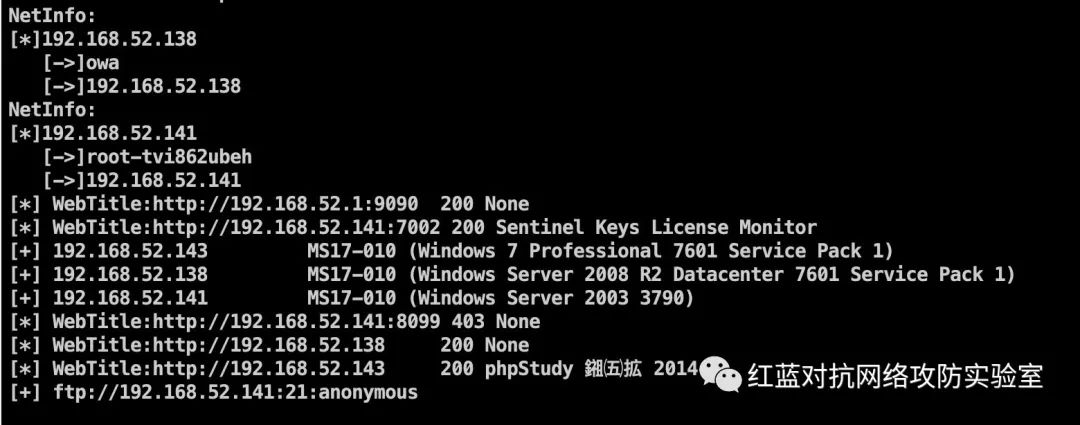 NetInfo:
[*]192.168.52.138
[->]owa
[->]192.168.52.138
NetInfo:
[*]192.168.52.141
[->]root-tvi862ubeh
[->]192.168.52.141
[*] WebTitle:http://192.168.52.1:9090 200 None
[*] WebTitle:http://192.168.52.141:7002 200 Sentinel Keys License Monitor
[+] 192.168.52.143 MS17-010 (Windows 7 Professional 7601 Service Pack 1)
[+] 192.168.52.138 MS17-010 (Windows Server 2008 R2 Datacenter 7601 Service Pack 1)
[+] 192.168.52.141 MS17-010 (Windows Server 2003 3790)
[*] WebTitle:http://192.168.52.141:8099 403 None
[*] WebTitle:http://192.168.52.138 200 None
[*] WebTitle:http://192.168.52.143 200 phpStudy 鎺㈤拡 2014
[+] ftp://192.168.52.141:21:anonymous
红蓝对抗网络攻防实验室